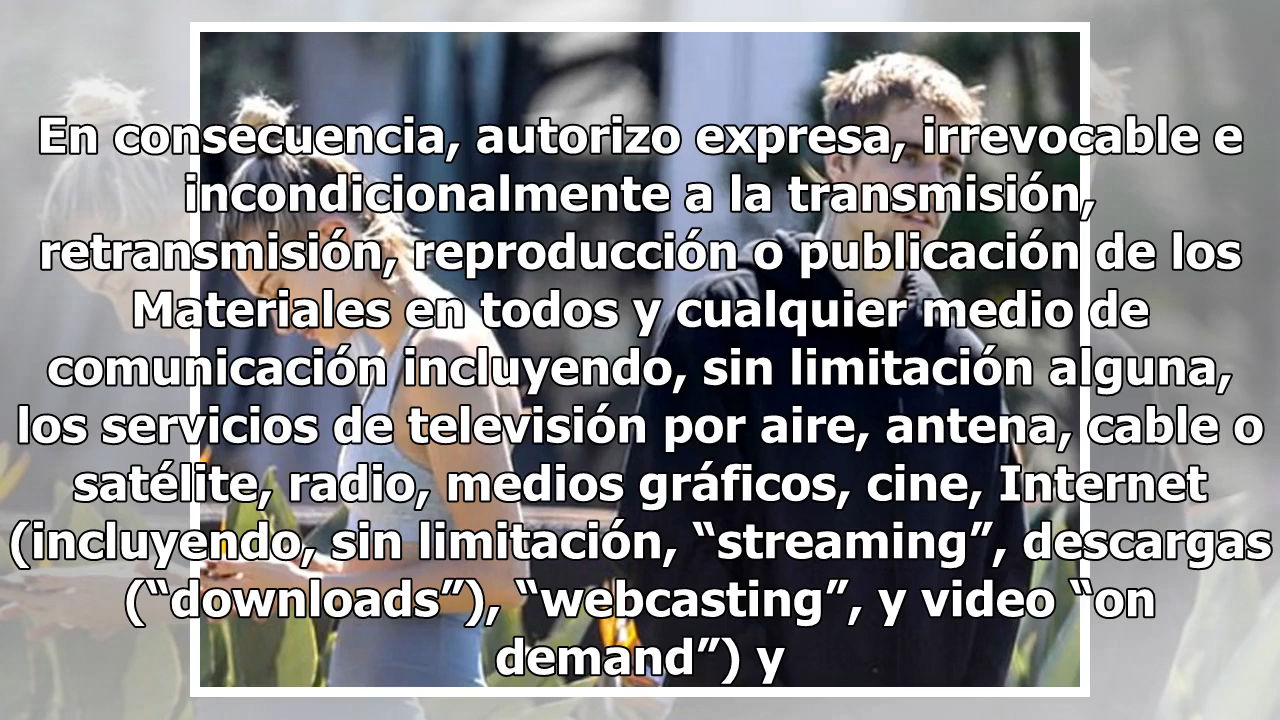 En consecuencia, autorizo expresa, irrevocable e
incondicionalmente a la transmisión,
retransmisión, reproducción o publicación de los
Materiales en todos y cualquier medio de
comunicación incluyendo, sin limitación alguna,
los servicios de televisión por aire, antena, cable o
satélite, radio, medios gráficos, cine, Internet
(incluyendo, sin limitación, “streaming”, descargas
(“downloads”), “webcasting”, y video “on
demand”) y